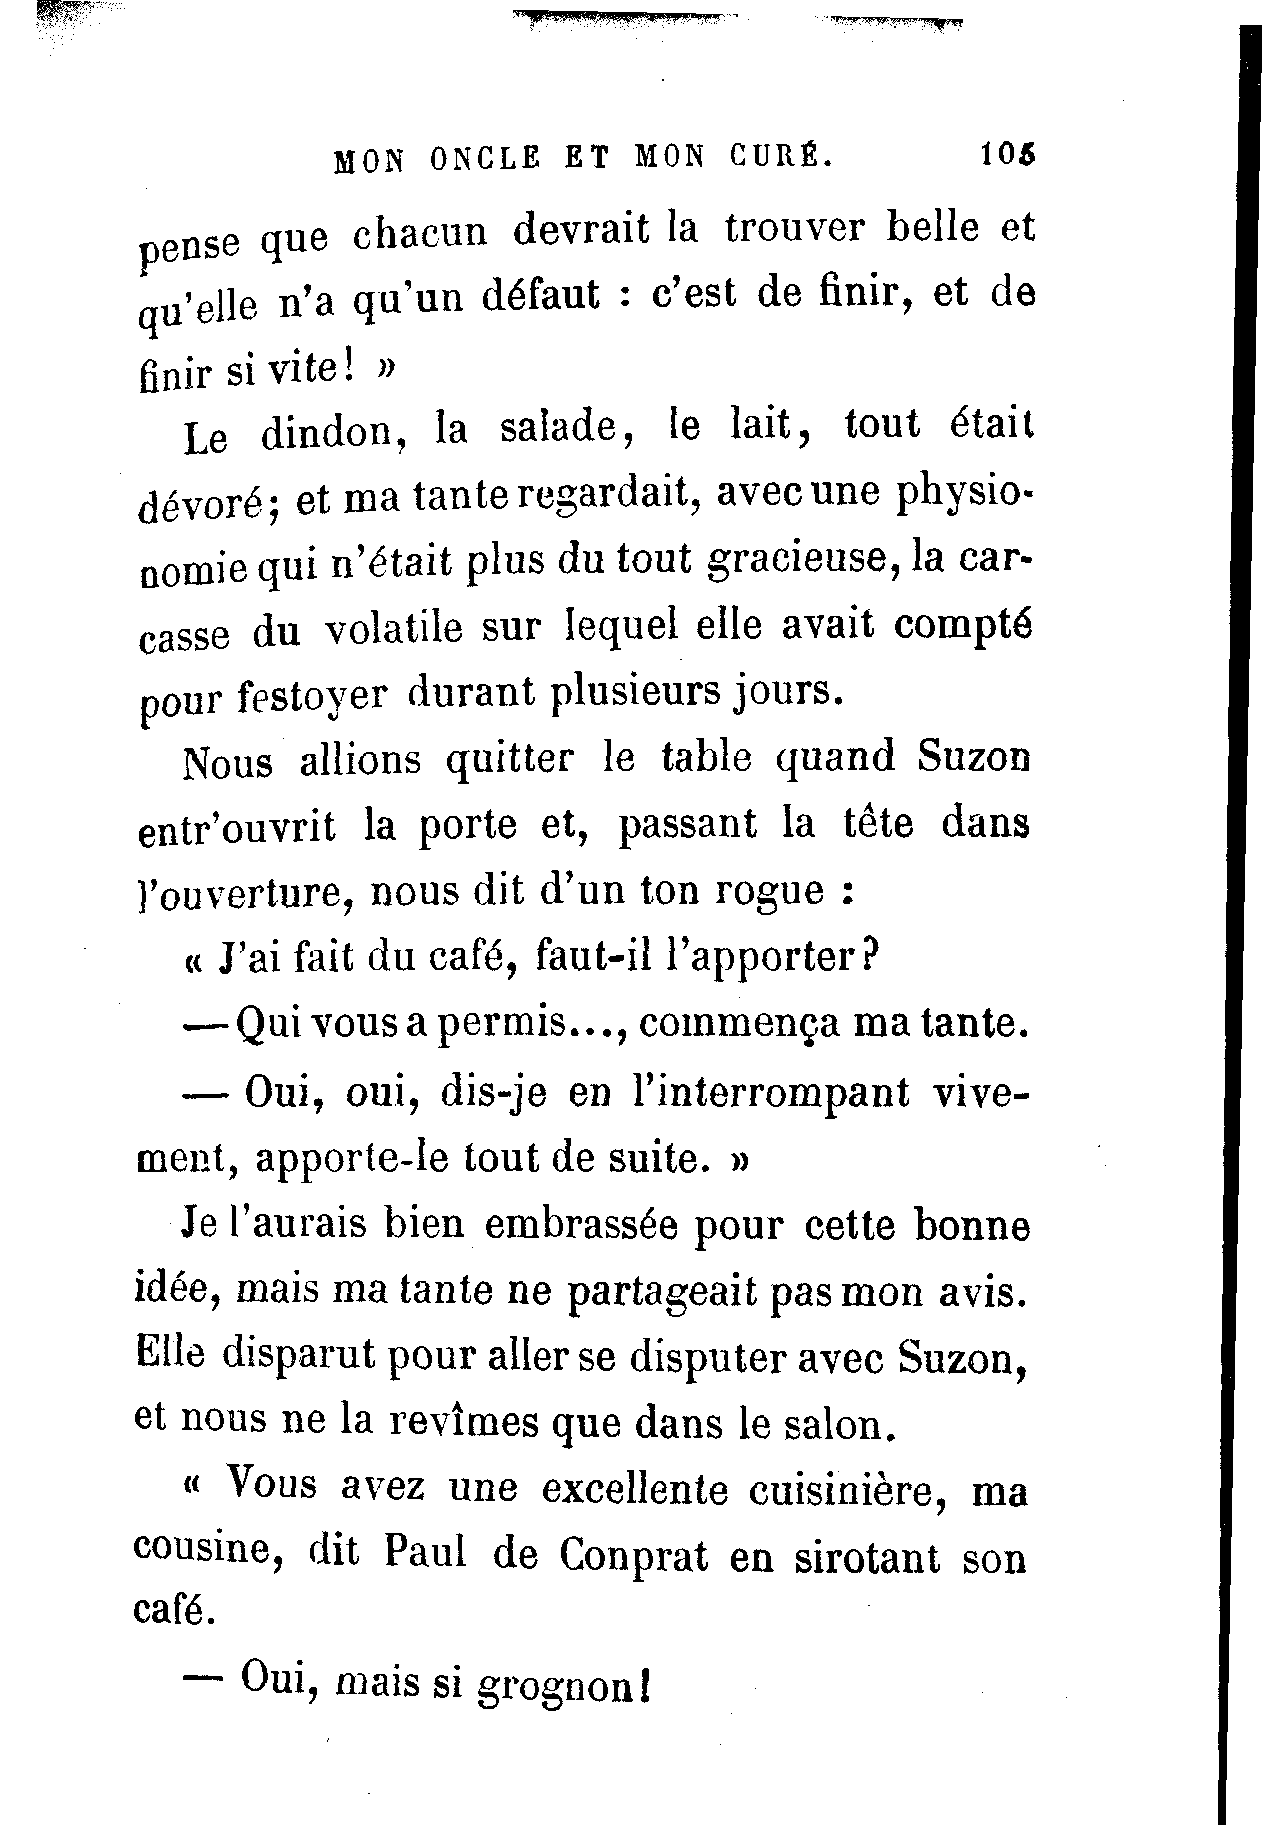 MON ONCLE ET MON CURÉ. 105
pense que chacun devrait la trouver belle et
qu'elle n'a qu'un défaut : c'est de finir, et de
finir si vite! »
Le dindon, la salade, le lait, tout était
dévoré; et ma tante regardait, avec une physio-
nomie qui n'était plus du tout gracieuse, la car-
casse du volatile sur lequel elle avait compté
pour festoyer durant plusieurs jours.
Nous allions quitter le table quand Suzon
entr'ouvrit la porte et, passant la tête dans
l'ouverture, nous dit d'un ton rogue :
« J'ai fait du café, faut-il l'apporter?
— Qui vous a permis..., commença ma tante.
— Oui, oui, dis-je en l'interrompant vive-
ment, apporte-le tout de suite. »
Je l'aurais bien embrassée pour cette bonne
idée, mais ma tante ne partageait pas mon avis.
Elle disparut pour aller se disputer avec Suzon,
et nous ne la revîmes que dans le salon.
« Vous avez une excellente cuisinière, ma
cousine, dit Paul de Conprat en sirotant son
café.
— Oui, mais si grognon!